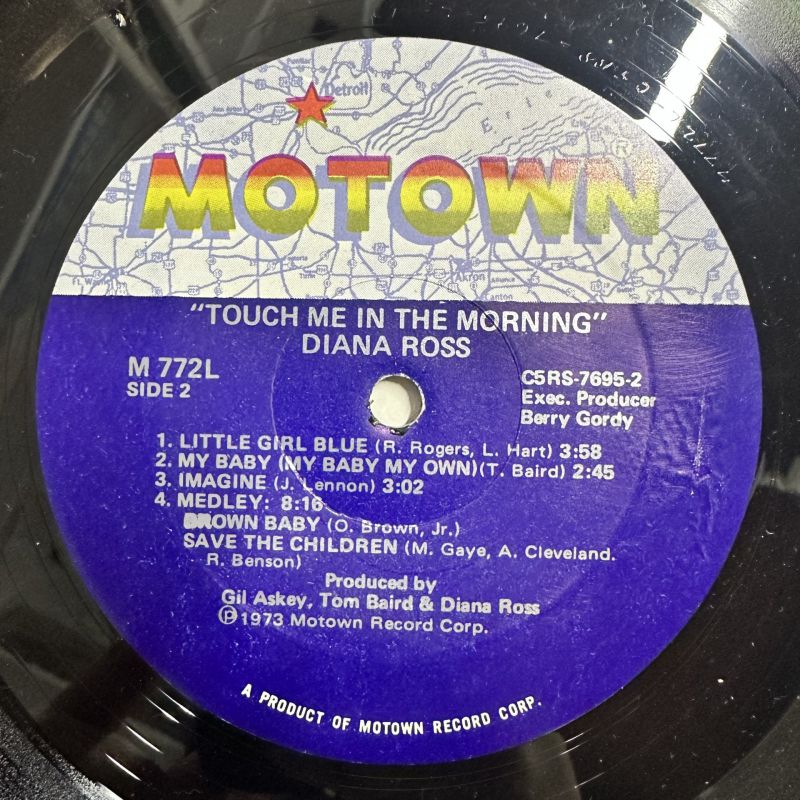 Detroit
Erie
MOTOWN®
Akron
Canton
"TOUCH ME IN THE MORNING"
DIANA ROSS
M 772L
SIDE 2
C5RS-7695-2
Exec. Producer
Berry Gordy
1. LITTLE GIRL BLUE (R. Rogers, L. Hart) 3:58
2. MY BABY (MY BABY MY OWN)(T. Baird) 2:45
3. IMAGINE (J. Lennon) 3:02
4. MEDLEY: 8:16
BROWN BABY (O. Brown, Jr.)
SAVE THE CHILDREN (M. Gaye, A. Cleveland.
R. Benson)
Produced by
Gil Askey, Tom Baird & Diana Ross
℗1973 Motown Record Corp.
A PRODUCT OF MOTOWN RECORD CORP.